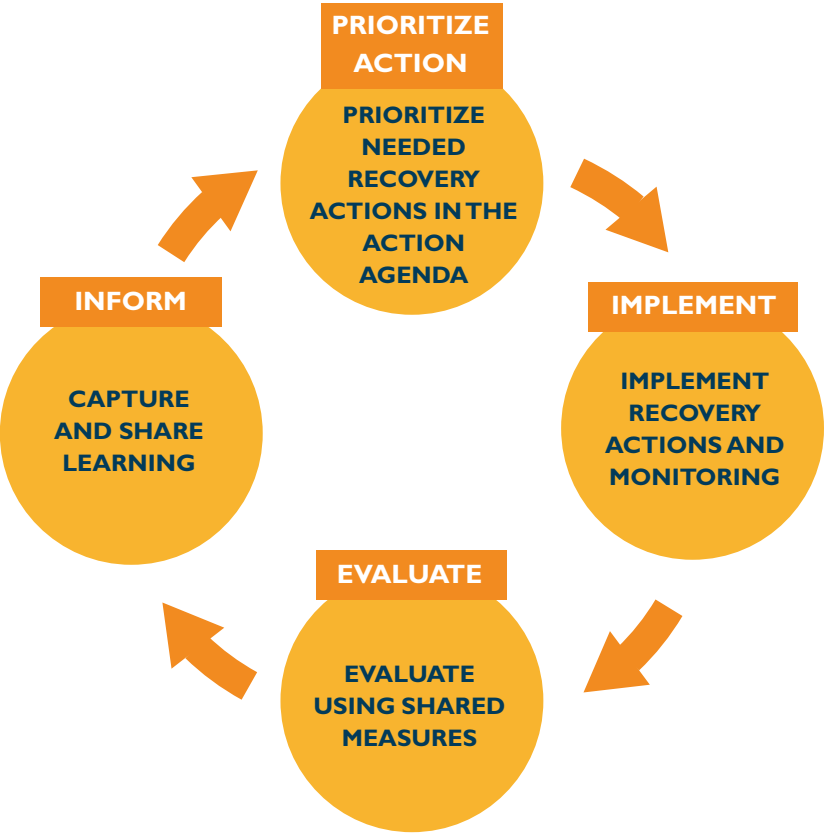 PRIORITIZE
ACTION
PRIORITIZE
NEEDED
RECOVERY
ACTIONS IN THE
ACTION
AGENDA
IMPLEMENT
IMPLEMENT
RECOVERY
ACTIONS AND
MONITORING
EVALUATE
EVALUATE
USING SHARED
MEASURES
INFORM
CAPTURE
AND SHARE
LEARNING